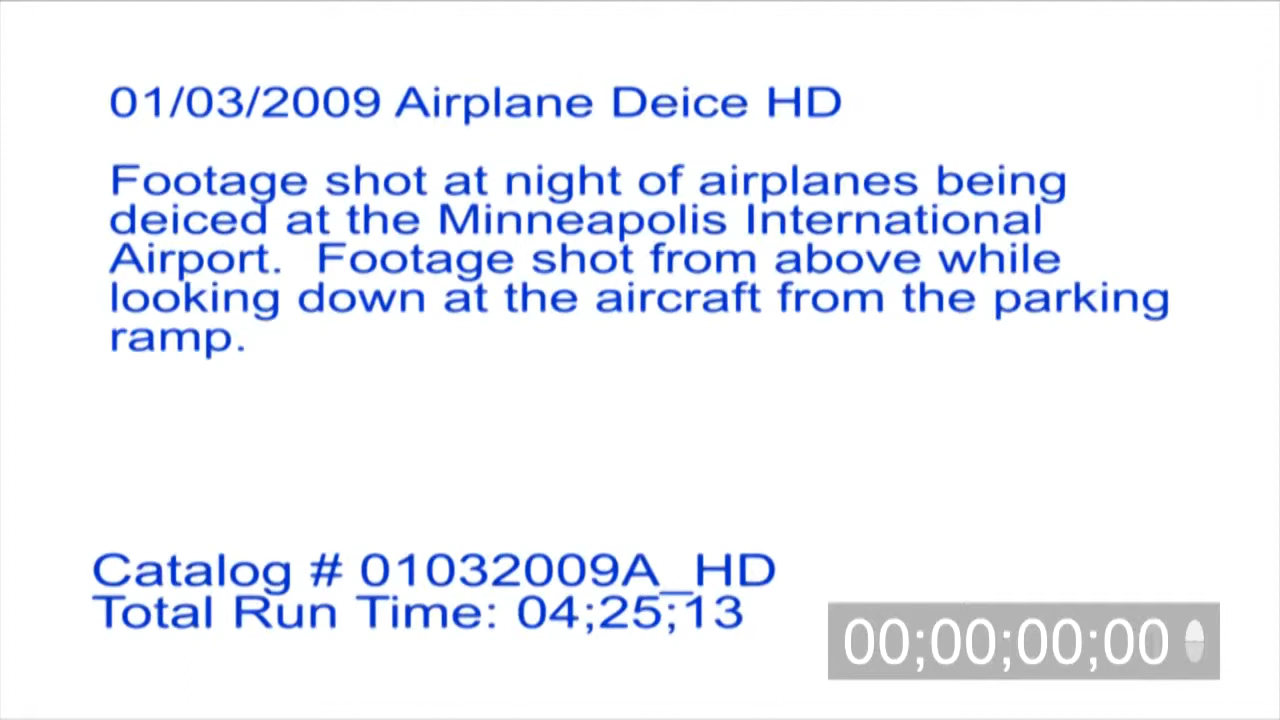 01/03/2009 Airplane Deice HD
Footage shot at night of airplanes being
deiced at the Minneapolis International
Airport.  Footage shot from above while
looking down at the aircraft from the parking
ramp.
Catalog # 01032009A_HD
Total Run Time: 04;25;13
00;00;00;00